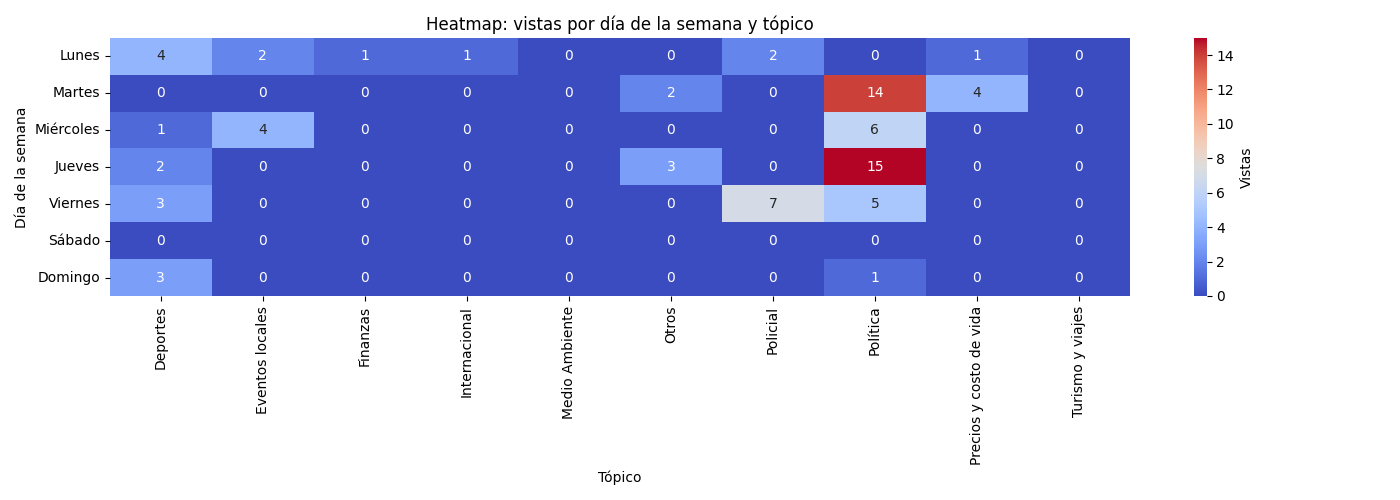 Heatmap: vistas por día de la semana y tópico
Día de la semana
Lunes 4 2 1 1 0 0 2 0 1 0
Martes 0 0 0 0 0 2 0 14 4 0
Miércoles 1 4 0 0 0 0 0 6 0 0
Jueves 2 0 0 0 0 3 0 15 0 0
Viernes 3 0 0 0 0 0 7 5 0 0
Sábado 0 0 0 0 0 0 0 0 0 0
Domingo 3 0 0 0 0 0 0 1 0 0
Deportes
Eventos locales
Finanzas
Internacional
Medio Ambiente
Otros
Policial
Política
Precios y costo de vida
Turismo y viajes
Tópico
14
12
10
8
6
4
2
0
Vistas